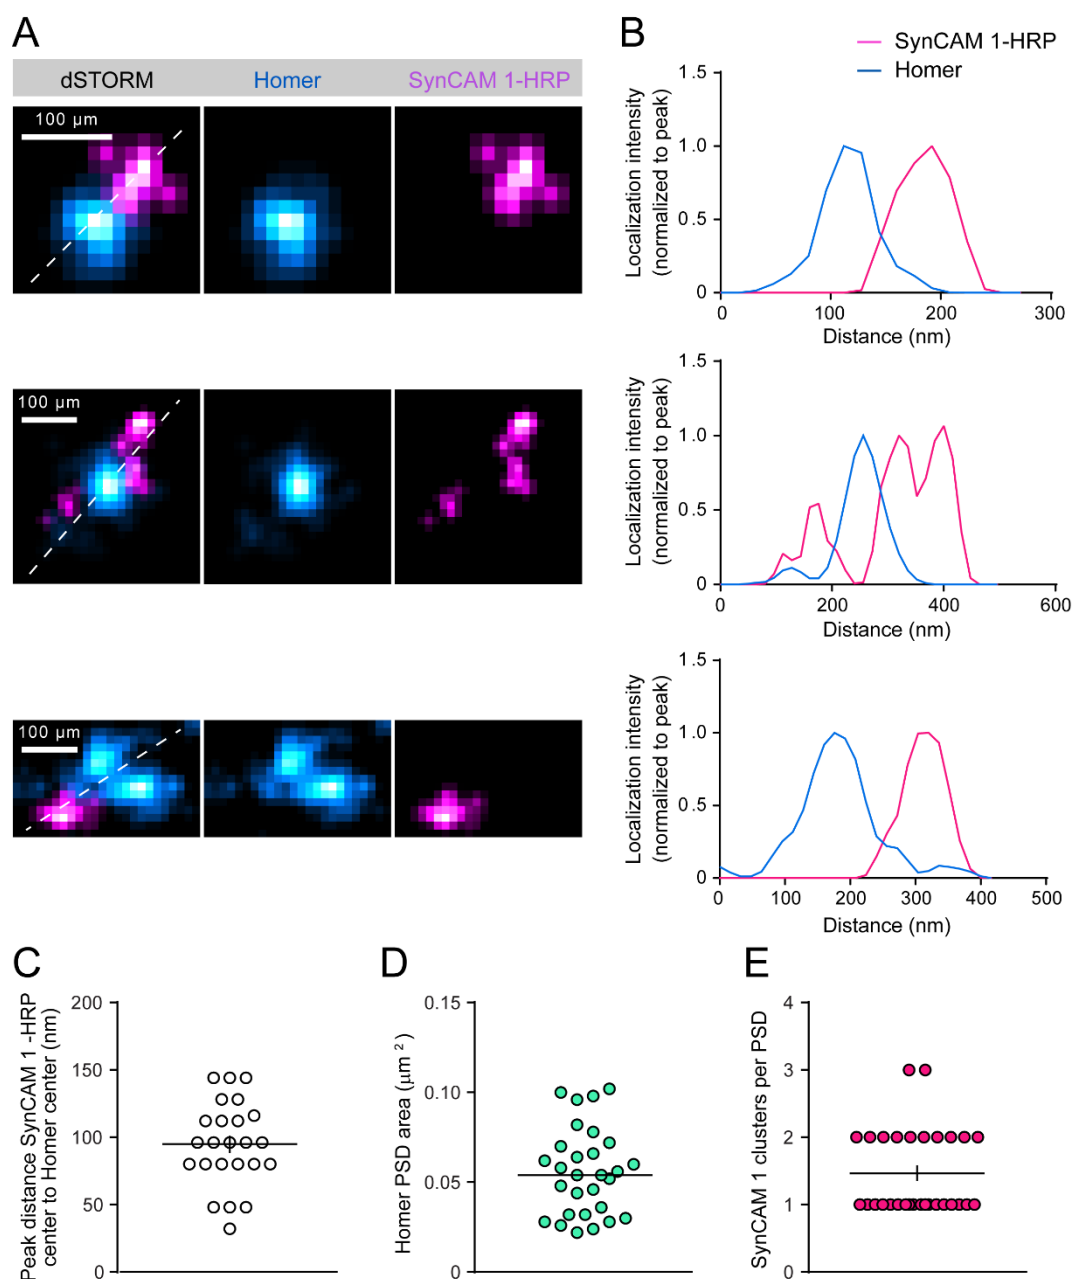 A
dSTORM Homer SynCAM 1-HRP
100 µm
100 µm
100 µm
B
SynCAM 1-HRP
Homer
Localization intensity
(normalized to peak)
1.5
1.0
0.5
0
0 100 200 300
Distance (nm)
Localization intensity
(normalized to peak)
1.5
1.0
0.5
0
0 200 400 600
Distance (nm)
Localization intensity
(normalized to peak)
1.5
1.0
0.5
0
0 100 200 300 400 500
Distance (nm)
C
Peak distance SynCAM 1 -HRP
center to Homer center (nm)
200
150
100
50
0
D
Homer PSD area (µm ²)
0.15
0.10
0.05
0
E
SynCAM 1 clusters per PSD
4
3
2
1
0